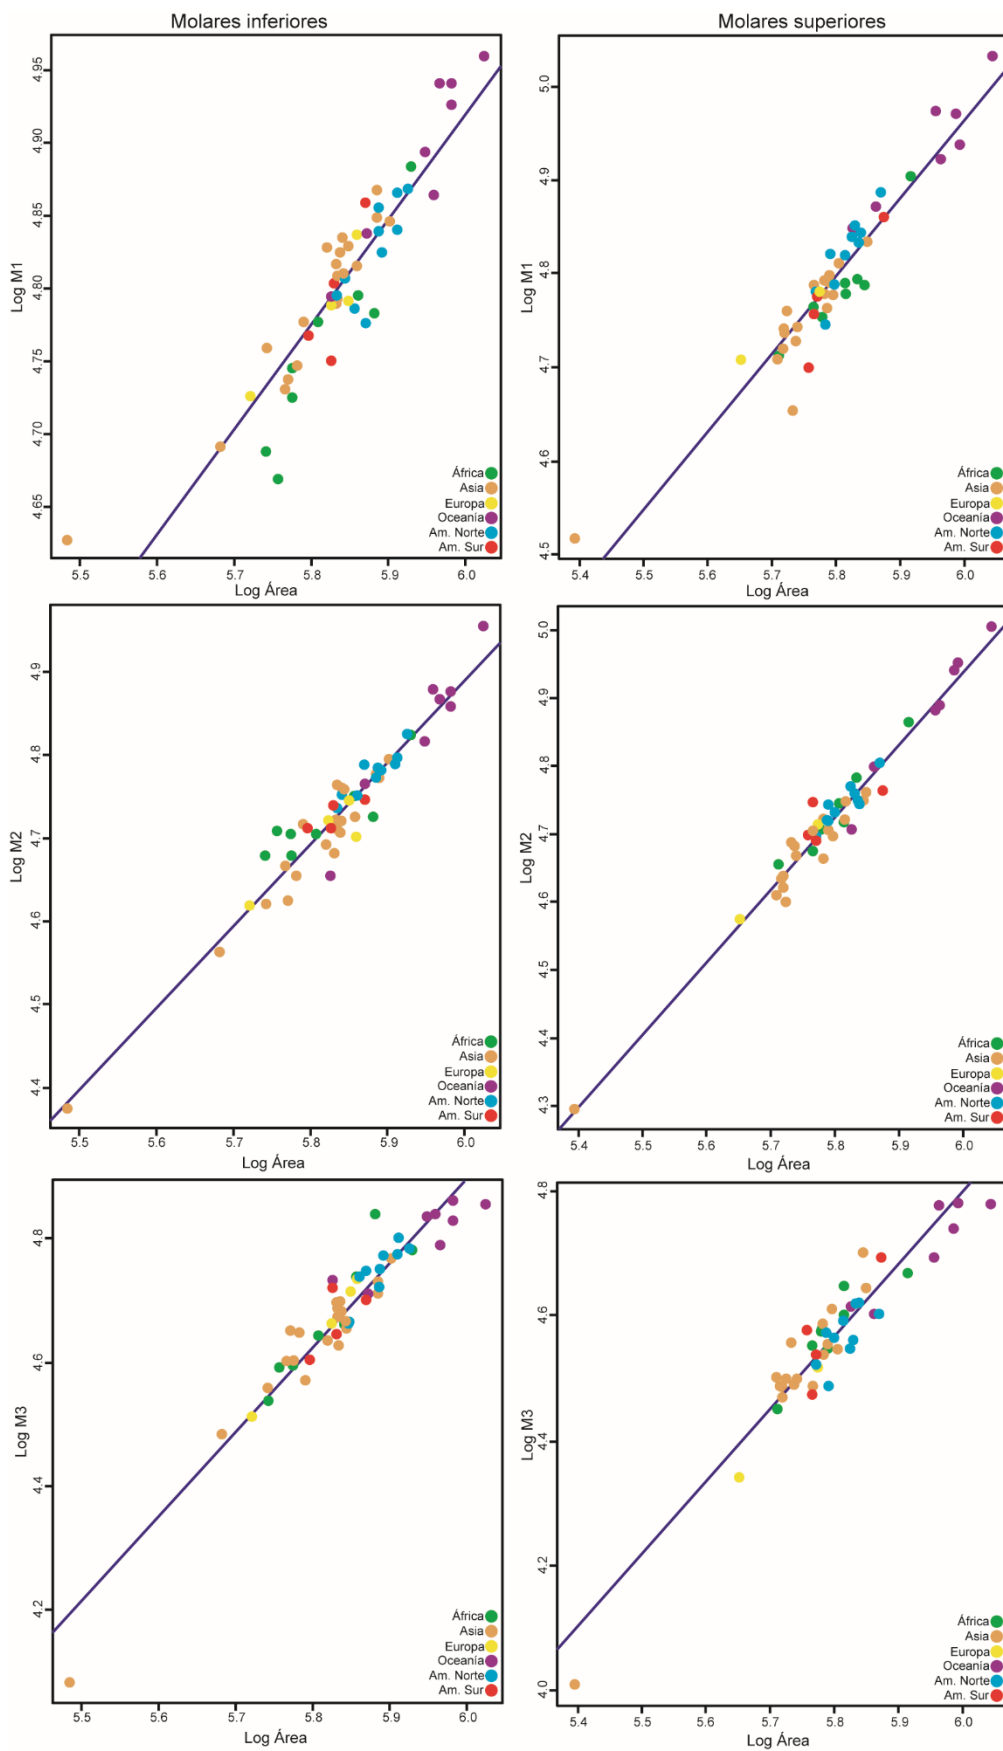 Molares inferiores
Molares superiores
Log M1
4.95
4.90
4.85
4.80
4.75
4.70
4.65
África
Asia
Europa
Oceanía
Am. Norte
Am. Sur
5.5 5.6 5.7 5.8 5.9 6.0
Log Área
Log M1
5.0
4.9
4.8
4.7
4.6
4.5
África
Asia
Europa
Oceanía
Am. Norte
Am. Sur
5.4 5.5 5.6 5.7 5.8 5.9 6.0
Log Área
Log M2
4.9
4.8
4.7
4.6
4.5
4.4
África
Asia
Europa
Oceanía
Am. Norte
Am. Sur
5.5 5.6 5.7 5.8 5.9 6.0
Log Área
Log M2
5.0
4.9
4.8
4.7
4.6
4.5
4.4
4.3
África
Asia
Europa
Oceanía
Am. Norte
Am. Sur
5.4 5.5 5.6 5.7 5.8 5.9 6.0
Log Área
Log M3
4.8
4.6
4.4
4.2
África
Asia
Europa
Oceanía
Am. Norte
Am. Sur
5.5 5.6 5.7 5.8 5.9 6.0
Log Área
Log M3
4.8
4.6
4.4
4.2
4.0
África
Asia
Europa
Oceanía
Am. Norte
Am. Sur
5.4 5.5 5.6 5.7 5.8 5.9 6.0
Log Área